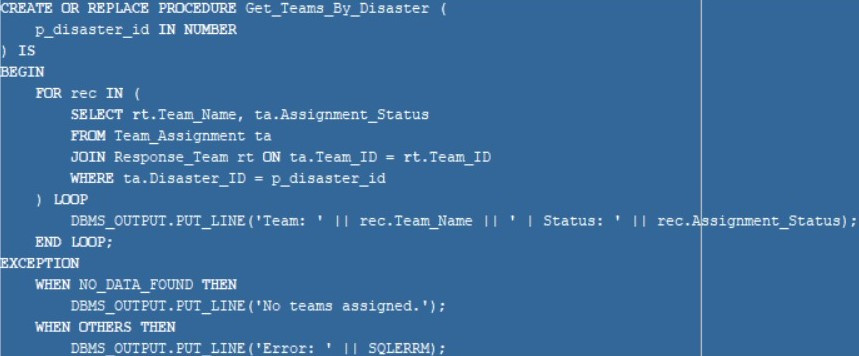 CREATE OR REPLACE PROCEDURE Get_Teams_By_Disaster (
    p_disaster_id IN NUMBER
) IS
BEGIN
    FOR rec IN (
        SELECT rt.Team_Name, ta.Assignment_Status
        FROM Team_Assignment ta
        JOIN Response_Team rt ON ta.Team_ID = rt.Team_ID
        WHERE ta.Disaster_ID = p_disaster_id
    ) LOOP
        DBMS_OUTPUT.PUT_LINE('Team: ' || rec.Team_Name || ' | Status: ' || rec.Assignment_Status);
    END LOOP;
EXCEPTION
    WHEN NO_DATA_FOUND THEN
        DBMS_OUTPUT.PUT_LINE('No teams assigned.');
    WHEN OTHERS THEN
        DBMS_OUTPUT.PUT_LINE('Error: ' || SQLERRM);